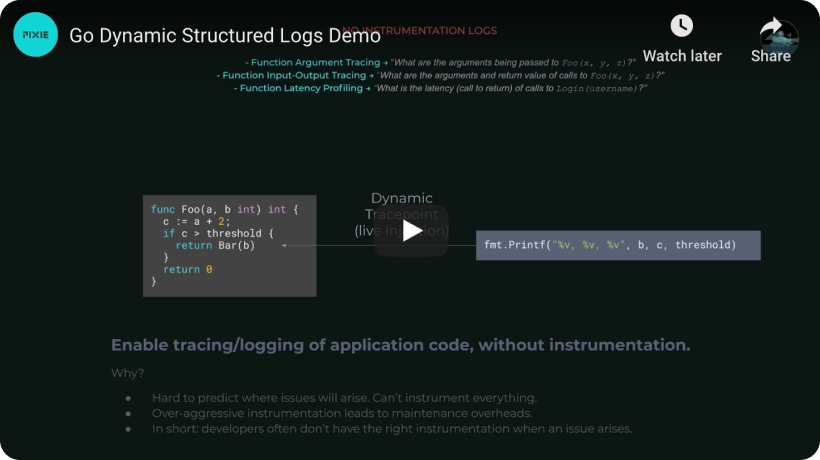 PIXIE
Go Dynamic Structured Logs Demo
NO INSTRUMENTATION LOGS
Watch later
Share
- Function Argument Tracing → “What are the arguments being passed to Foo(x, y, z)?”
- Function Input-Output Tracing → “What are the arguments and return value of calls to Foo(x, y, z)?”
- Function Latency Profiling → “What is the latency (call to return) of calls to Login(username)?”
func Foo(a, b int) int {
c := a + 2;
if c > threshold {
return Bar(b)
}
return 0
}
Dynamic
Tracepoint
(live injection)
fmt.Printf("%v, %v, %v", b, c, threshold)
Enable tracing/logging of application code, without instrumentation.
Why?
● Hard to predict where issues will arise. Can’t instrument everything.
● Over-aggressive instrumentation leads to maintenance overheads.
● In short: developers often don’t have the right instrumentation when an issue arises.